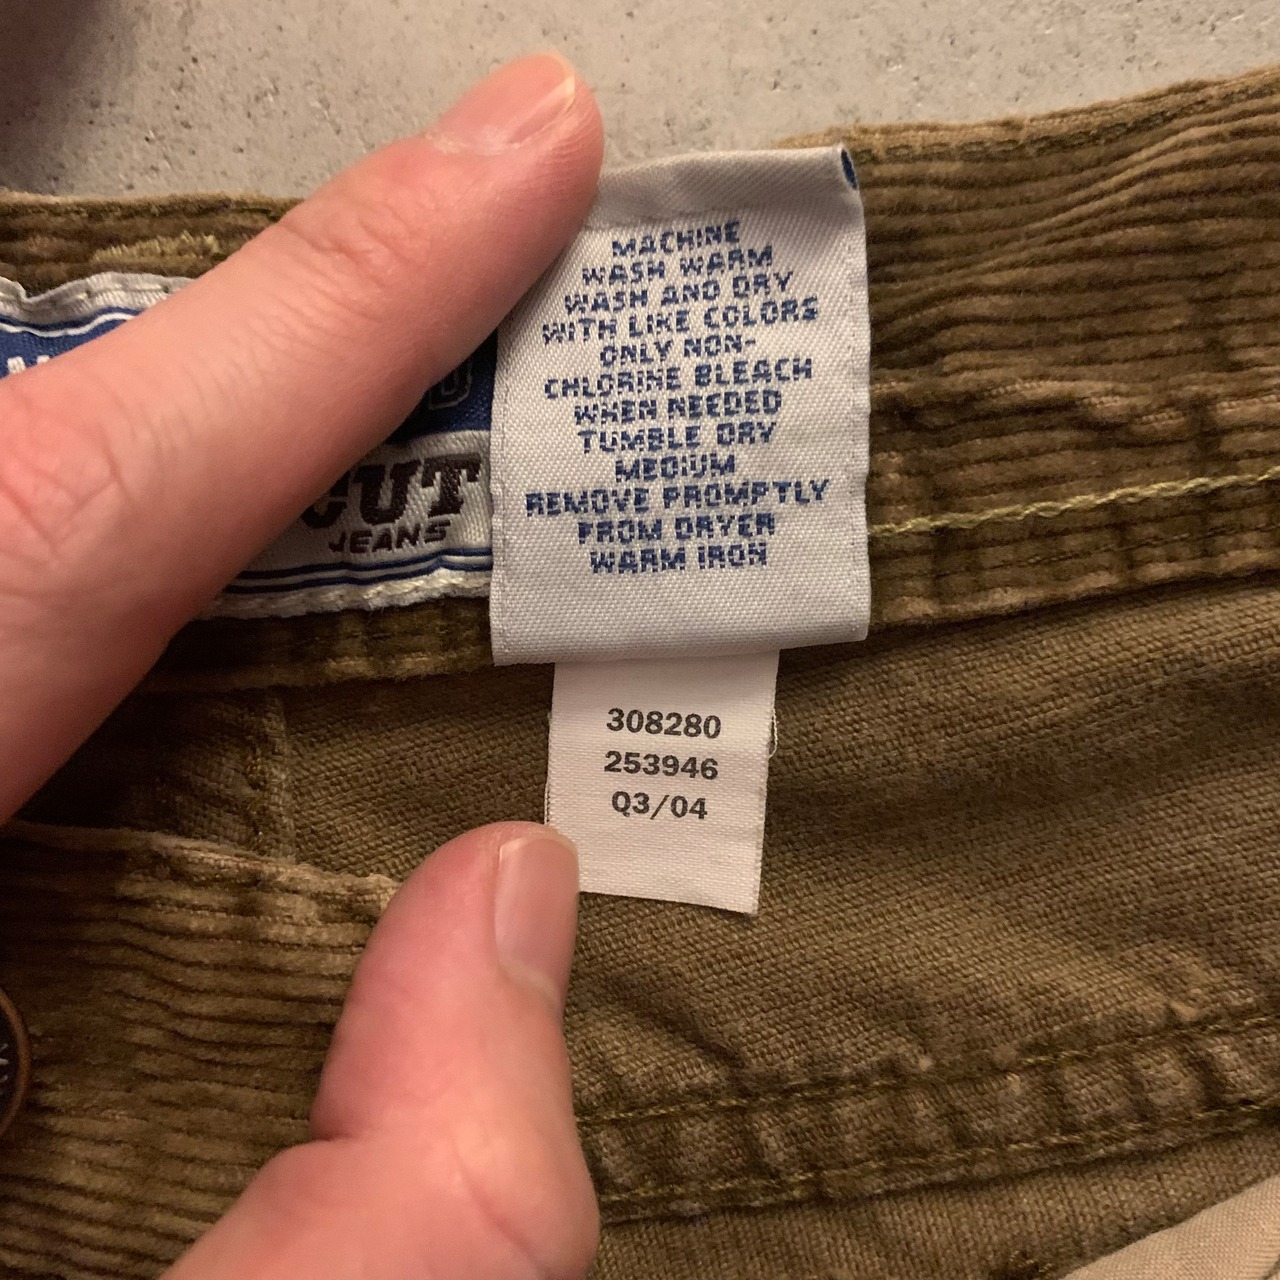 CUT
JEANS
MACHINE
WASH WARM
WASH AND DRY
WITH LIKE COLORS
ONLY NON-
CHLORINE BLEACH
WHEN NEEDED
TUMBLE DRY
MEDIUM
REMOVE PROMPTLY
FROM DRYER
WARM IRON
308280
253946
Q3/04